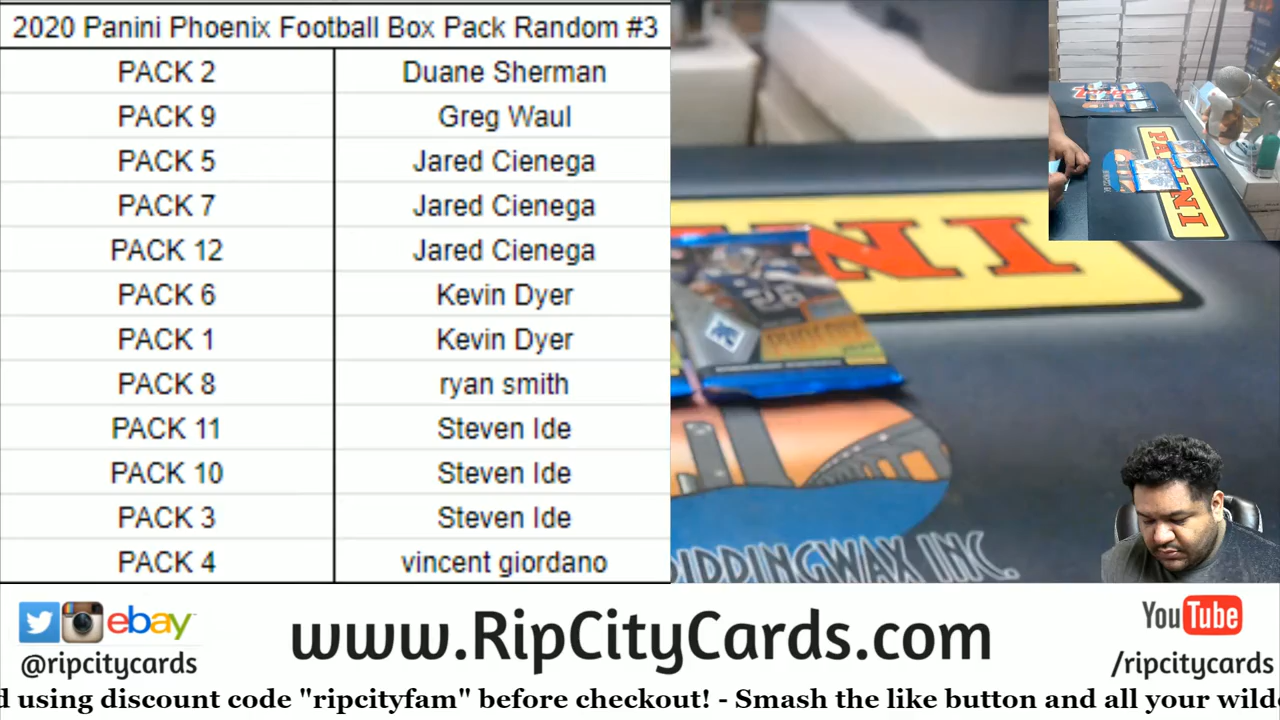 2020 Panini Phoenix Football Box Pack Random #3
PACK 2 Duane Sherman
PACK 9 Greg Waul
PACK 5 Jared Cienega
PACK 7 Jared Cienega
PACK 12 Jared Cienega
PACK 6 Kevin Dyer
PACK 1 Kevin Dyer
PACK 8 ryan smith
PACK 11 Steven Ide
PACK 10 Steven Ide
PACK 3 Steven Ide
PACK 4 vincent giordano
PANINI
NI
RIPPINGWAX INC.
ebay
@ripcitycards
www.RipCityCards.com
YouTube
/ripcitycards
using discount code "ripcityfam" before checkout! - Smash the like button and all your